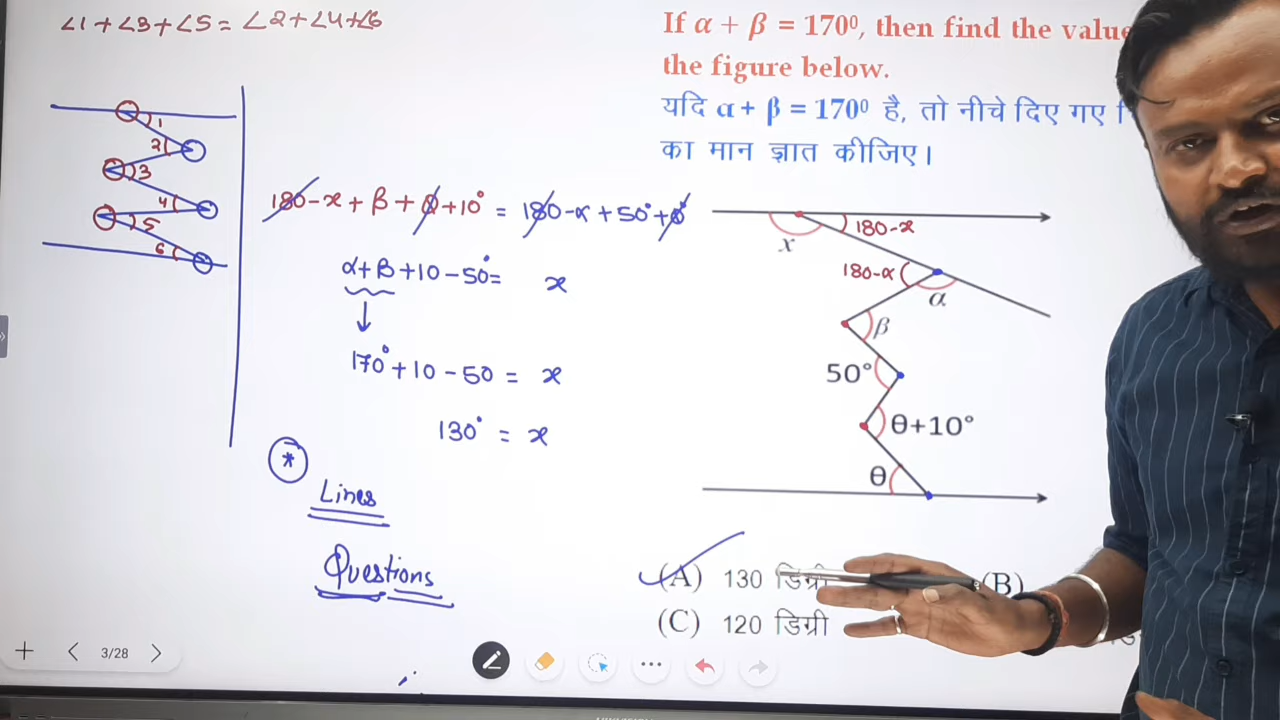 ∠1+∠3+∠5 = ∠2+∠4+∠6
1
2
3
4
5
6
180-x + β + θ +10° = 180-α + 50° + θ°
α+β +10 -50° = x
170° +10 - 50 = x
130° = x
*
Lines
Questions
If α + β = 170⁰, then find the value
the figure below.
यदि α + β = 170⁰ है, तो नीचे दिए गए
का मान ज्ञात कीजिए।
180-x
x
180-α
α
β
50°
θ+10°
θ
(A) 130 डिग्री
(B)
(C) 120 डिग्री
3/28